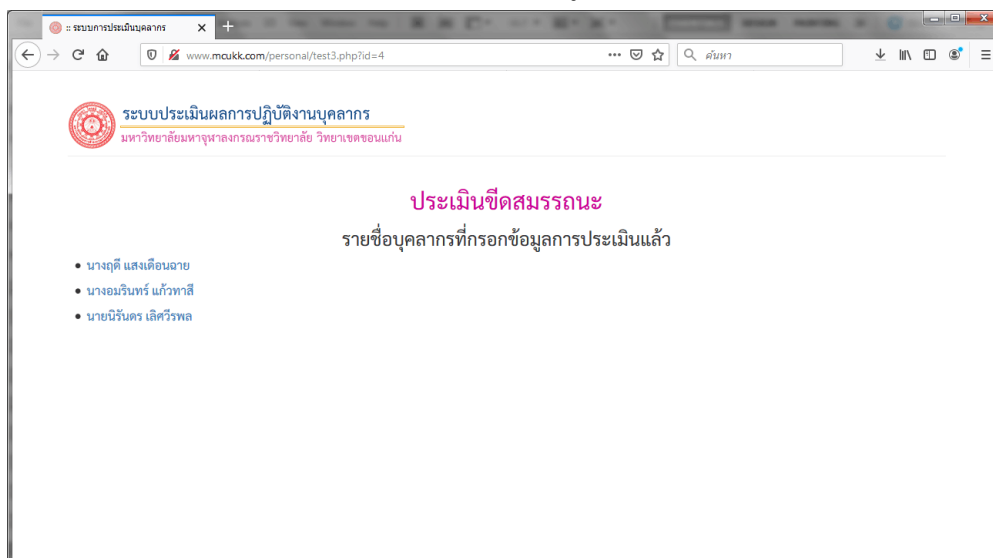 :: ระบบการประเมินบุคลากร
www.mcukk.com/personal/test3.php?id=4
ค้นหา
ระบบประเมินผลการปฏิบัติงานบุคลากร
มหาวิทยาลัยมหาจุฬาลงกรณราชวิทยาลัย วิทยาเขตขอนแก่น
ประเมินขีดสมรรถนะ
รายชื่อบุคลากรที่กรอกข้อมูลการประเมินแล้ว
• นางฤดี แสงเดือนฉาย
• นางอมรินทร์ แก้วทาสี
• นายนิรันดร เลิศวีรพล